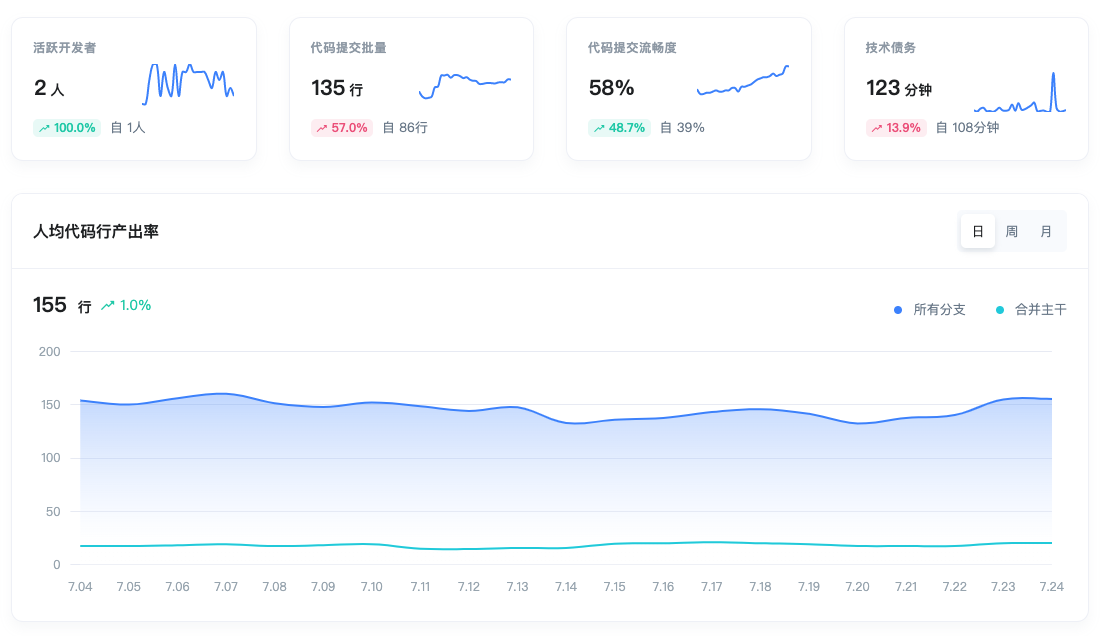 活跃开发者
2 人
100.0% 自 1人
代码提交批量
135 行
57.0% 自 86行
代码提交流畅度
58%
48.7% 自 39%
技术债务
123 分钟
13.9% 自 108分钟
人均代码行产出率
日 周 月
155 行 1.0%
所有分支 合并主干
200
150
100
50
0
7.04 7.05 7.06 7.07 7.08 7.09 7.10 7.11 7.12 7.13 7.14 7.15 7.16 7.17 7.18 7.19 7.20 7.21 7.22 7.23 7.24